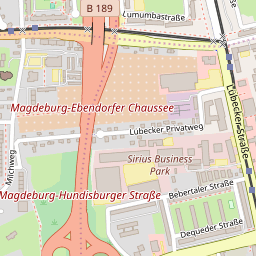 B 189
Lumumbastraße
Lübecker Straße
Magdeburg-Ebendorfer Chaussee
Lübecker Privatweg
Milchweg
Sirius Business
Park
Magdeburg-Hundisburger Straße
Bebertaler Straße
Dequeder Straße